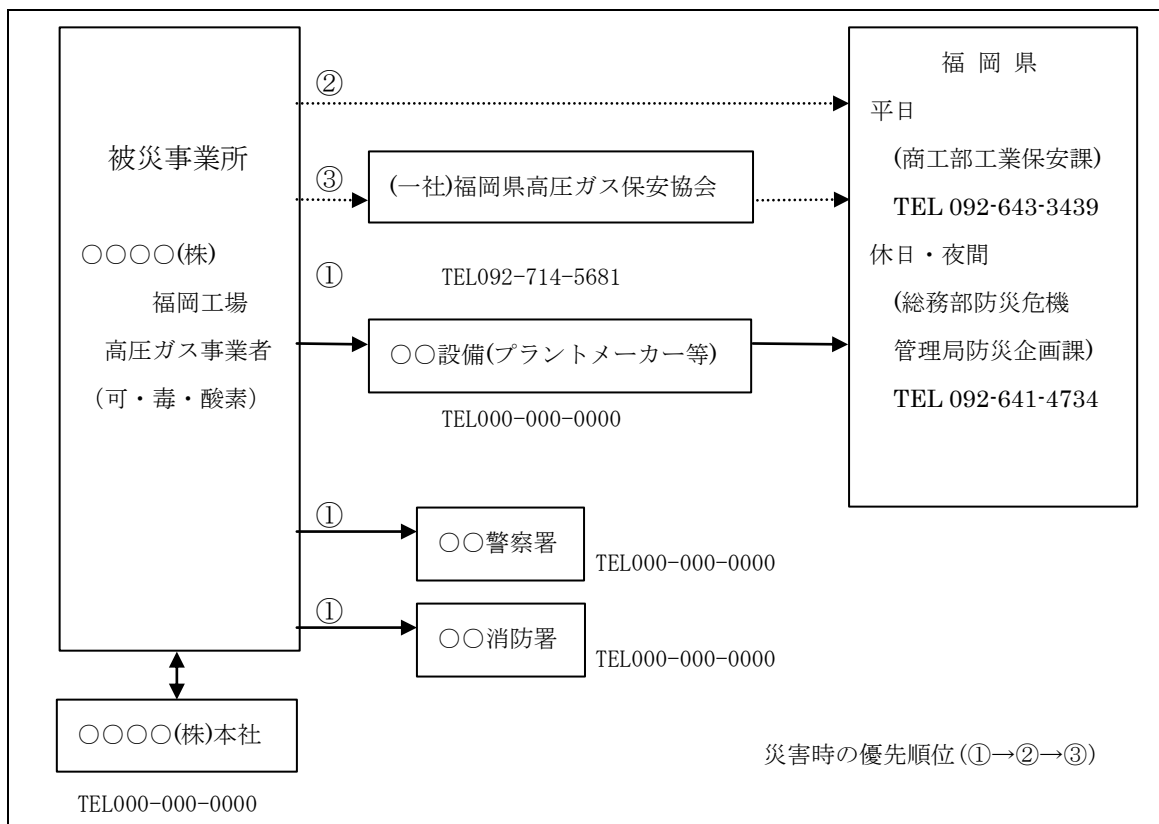 被災事業所
○○○○(株)
福岡工場
高圧ガス事業者
(可・毒・酸素)
②
③
(一社)福岡県高圧ガス保安協会
①
TEL092-714-5681
○○設備(プラントメーカー等)
TEL000-000-0000
①
○○警察署
TEL000-000-0000
①
○○消防署
TEL000-000-0000
福岡県
平日
(商工部工業保安課)
TEL 092-643-3439
休日・夜間
(総務部防災危機
管理局防災企画課)
TEL 092-641-4734
○○○○(株)本社
TEL000-000-0000
災害時の優先順位(①→②→③)